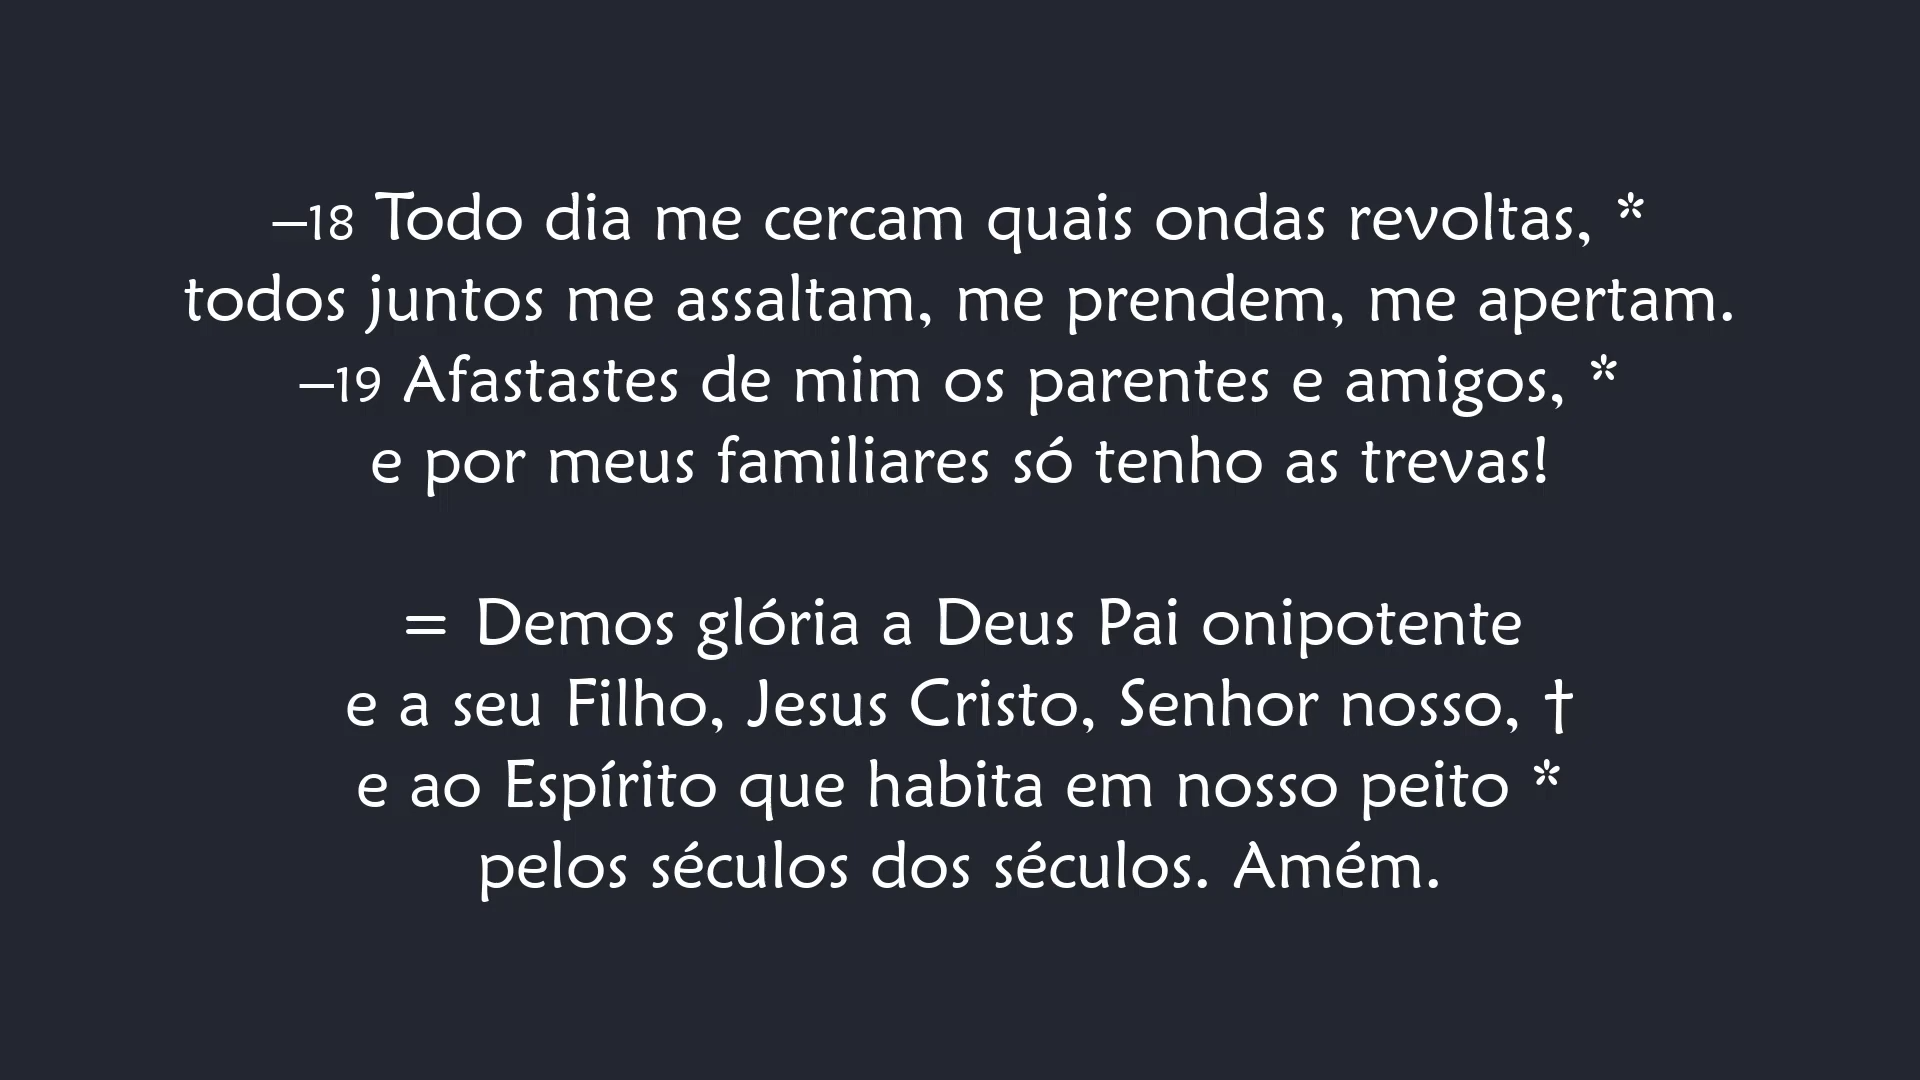 –18 Todo dia me cercam quais ondas revoltas, *
todos juntos me assaltam, me prendem, me apertam.
–19 Afastastes de mim os parentes e amigos, *
e por meus familiares só tenho as trevas!
= Demos glória a Deus Pai onipotente
e a seu Filho, Jesus Cristo, Senhor nosso, †
e ao Espírito que habita em nosso peito *
pelos séculos dos séculos. Amém.